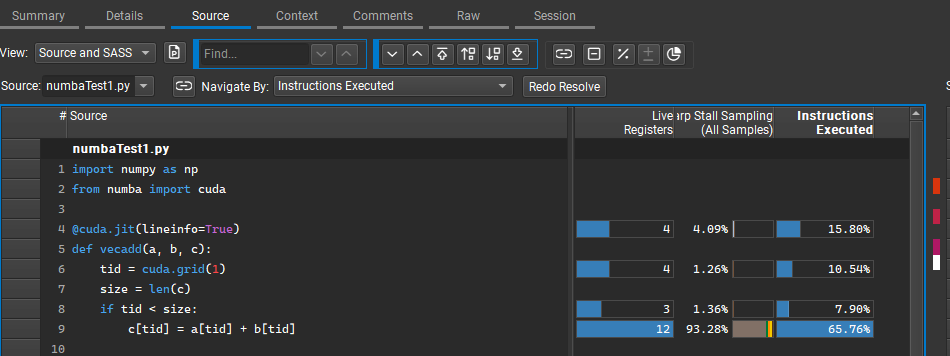 Summary Details Source Context Comments Raw Session
View: Source and SASS Find...
Source: numbaTest1.py Navigate By: Instructions Executed Redo Resolve
# Source Live arp Stall Sampling Instructions
Registers (All Samples) Executed
numbaTest1.py
1 import numpy as np
2 from numba import cuda
3
4 @cuda.jit(lineinfo=True) 4 4.09% 15.80%
5 def vecadd(a, b, c):
6 tid = cuda.grid(1) 4 1.26% 10.54%
7 size = len(c)
8 if tid < size: 3 1.36% 7.90%
9 c[tid] = a[tid] + b[tid] 12 93.28% 65.76%
10